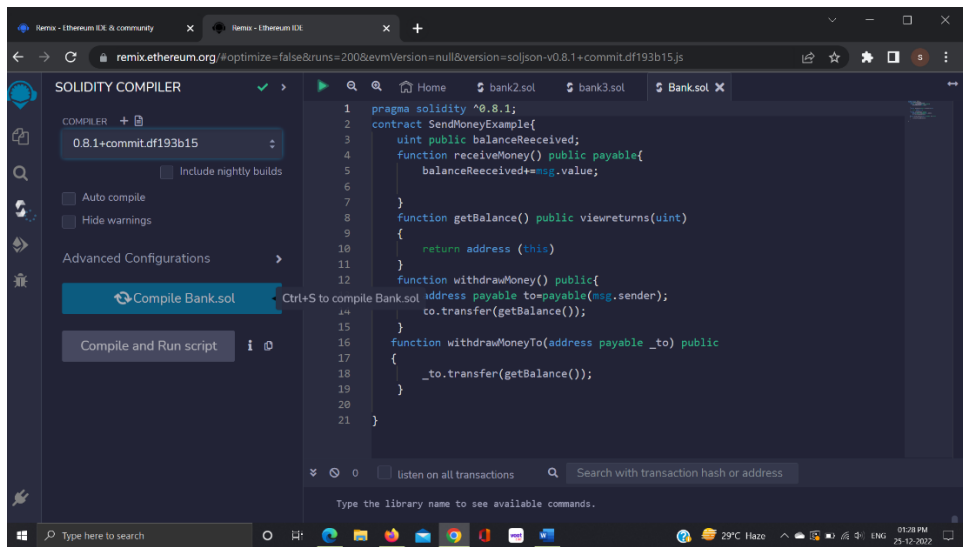 Remix - Ethereum IDE & community
Remix - Ethereum IDE
remix.ethereum.org/#optimize=false&runs=200&evmVersion=null&version=soljson-v0.8.1+commit.df193b15.js
s
SOLIDITY COMPILER
COMPILER
0.8.1+commit.df193b15
Include nightly builds
Auto compile
Hide warnings
Advanced Configurations
Compile Bank.sol
Ctrl+S to compile Bank.sol
Compile and Run script
Home
bank2.sol
bank3.sol
Bank.sol
1 pragma solidity ^0.8.1;
2 contract SendMoneyExample{
3 uint public balanceReeceived;
4 function receiveMoney() public payable{
5 balanceReeceived+=msg.value;
6
7 }
8 function getBalance() public viewreturns(uint)
9 {
10 return address (this)
11 }
12 function withdrawMoney() public{
address payable to=payable(msg.sender);
14 to.transfer(getBalance());
15 }
16 function withdrawMoneyTo(address payable _to) public
17 {
18 _to.transfer(getBalance());
19 }
20
21 }
0
listen on all transactions
Search with transaction hash or address
Type the library name to see available commands.
Type here to search
29°C Haze
ENG
01:28 PM
25-12-2022